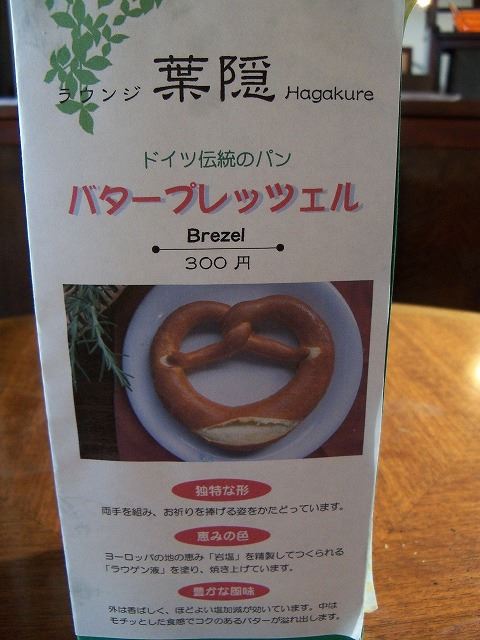 ラウンジ 葉隠 Hagakure
ドイツ伝統のパン
バタープレッツェル
Brezel
300 円
独特な形
両手を組み、お祈りを捧げる姿をかたどっています。
恵みの色
ヨーロッパの地の恵み「岩塩」を精製してつくられる
「ラウゲン液」を塗り、焼き上げています。
豊かな風味
外は香ばしく、ほどよい塩加減が効いています。中は
モチッとした食感でコクのあるバターが溢れ出します。